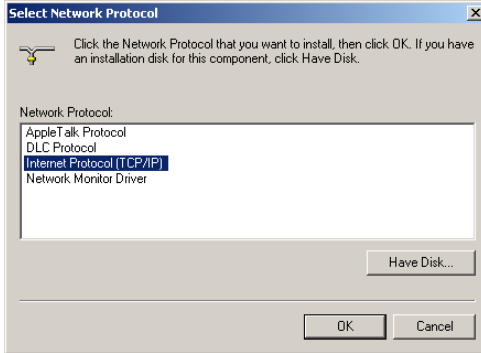 Select Network Protocol
Click the Network Protocol that you want to install, then click OK. If you have
an installation disk for this component, click Have Disk.
Network Protocol:
AppleTalk Protocol
DLC Protocol
Internet Protocol (TCP/IP)
Network Monitor Driver
Have Disk...
OK
Cancel